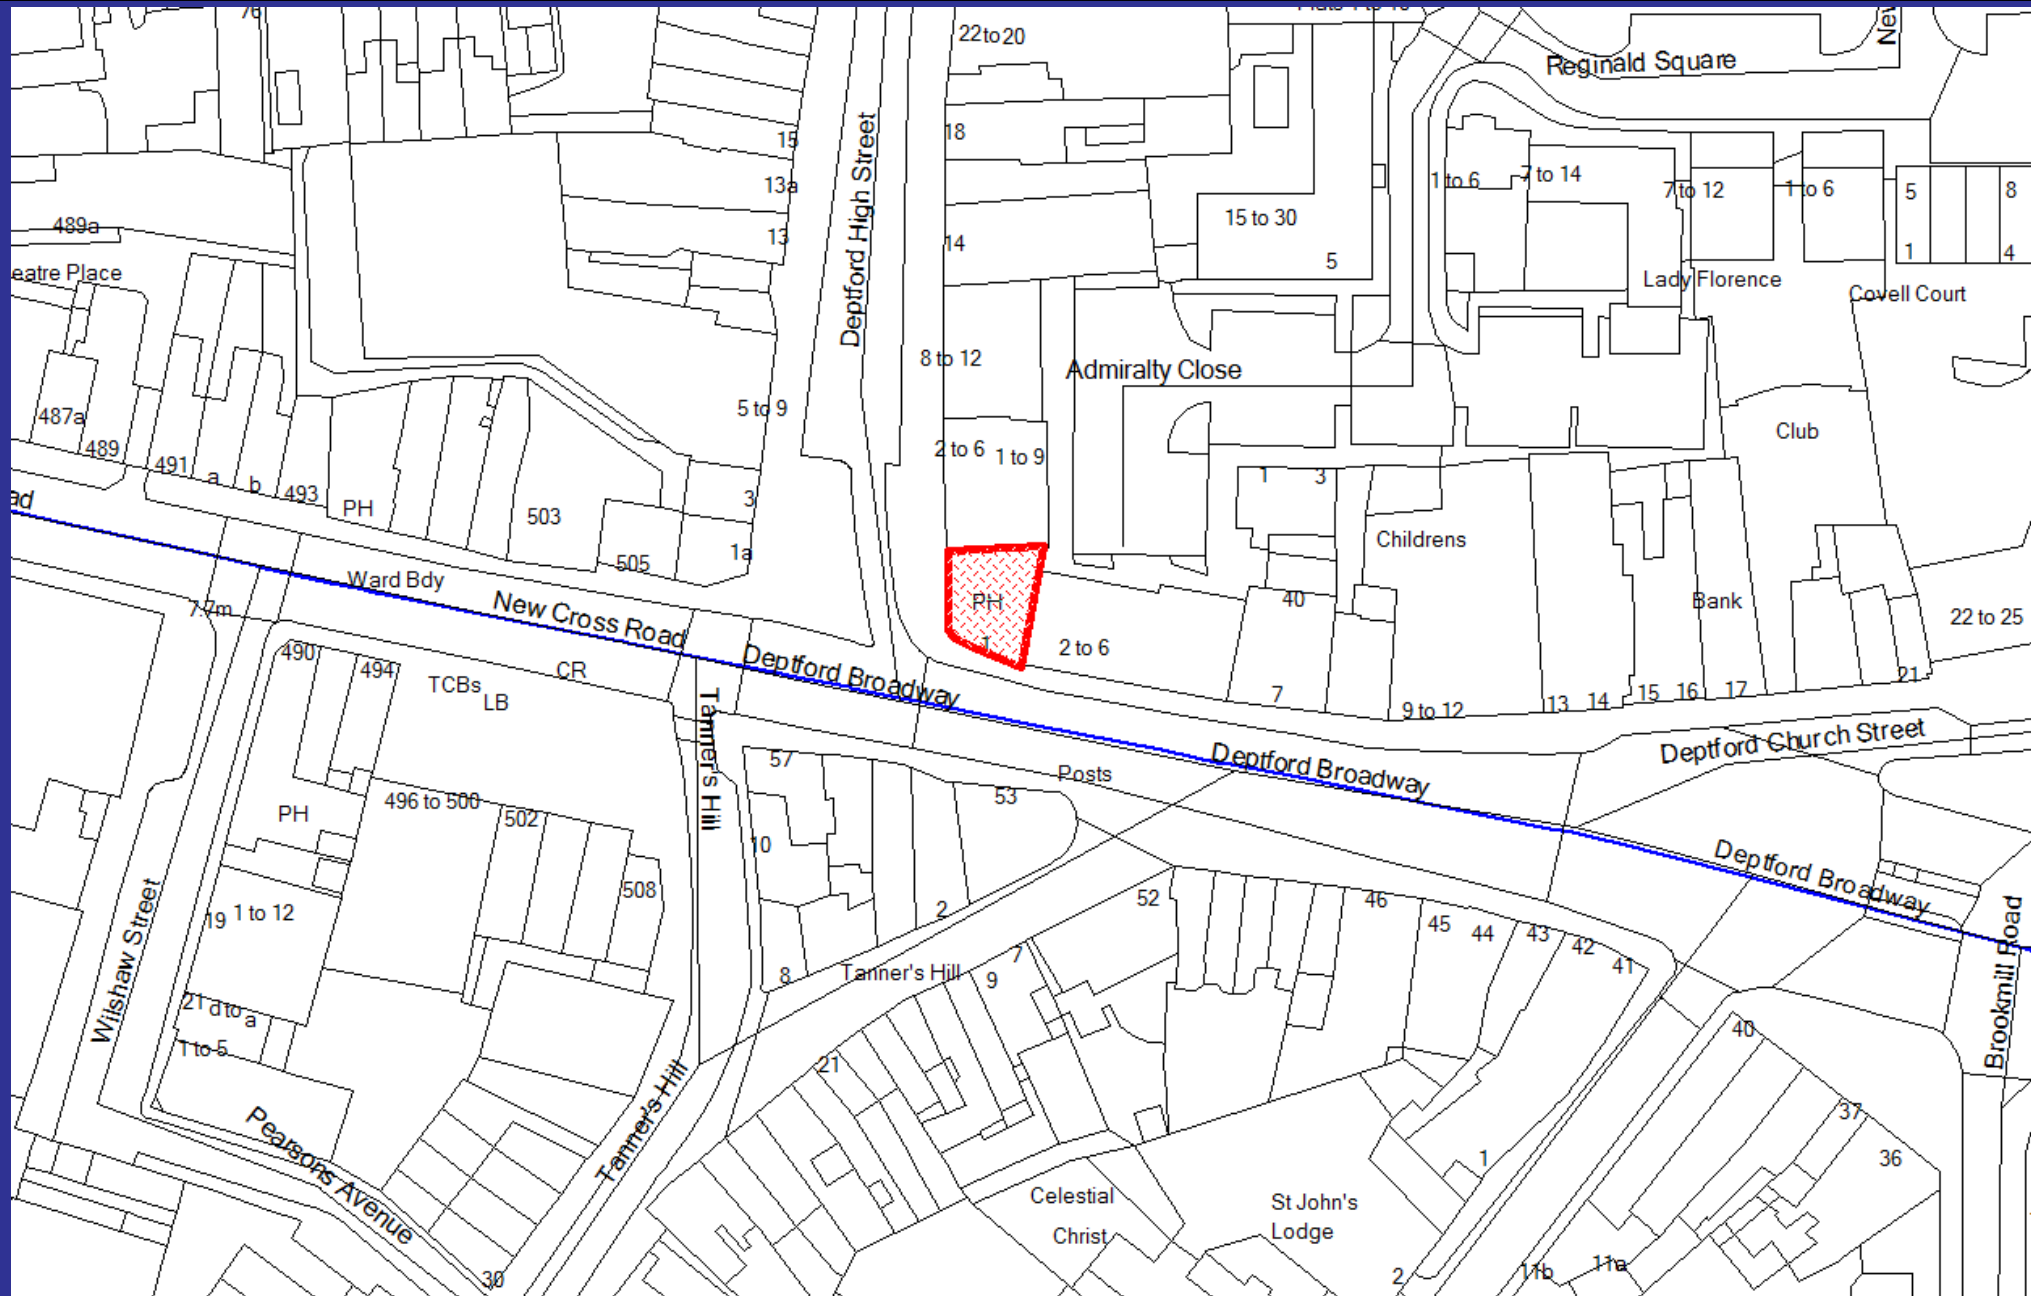 76
22 to 20
Reginald Square
18
15
13a
13
14
489a
eatre Place
Deptford High Street
15 to 30
5
1 to 6
7 to 14
7 to 12
1 to 6
5
8
1
4
Lady Florence
Covell Court
8 to 12
Admiralty Close
5 to 9
487a
489
491
a
b
493
PH
503
505
3
1a
2 to 6
1 to 9
1
3
Childrens
Club
Bank
22 to 25
21
ad
Ward Bdy
7.7m
New Cross Road
Deptford Broadway
PH
1
2 to 6
40
7
9 to 12
13
14
15
16
17
490
494
TCBs
LB
CR
Tanner's Hill
57
Posts
53
Deptford Broadway
Deptford Church Street
Deptford Broadway
PH
496 to 500
502
508
10
2
8
52
46
45
44
43
42
41
Brookmill Road
Wilshaw Street
19
1 to 12
21 d to a
1 to 5
Pearsons Avenue
Tanner's Hill
Tanner's Hill
7
9
21
30
40
37
36
1
Celestial
Christ
St John's
Lodge
2
11b
11a